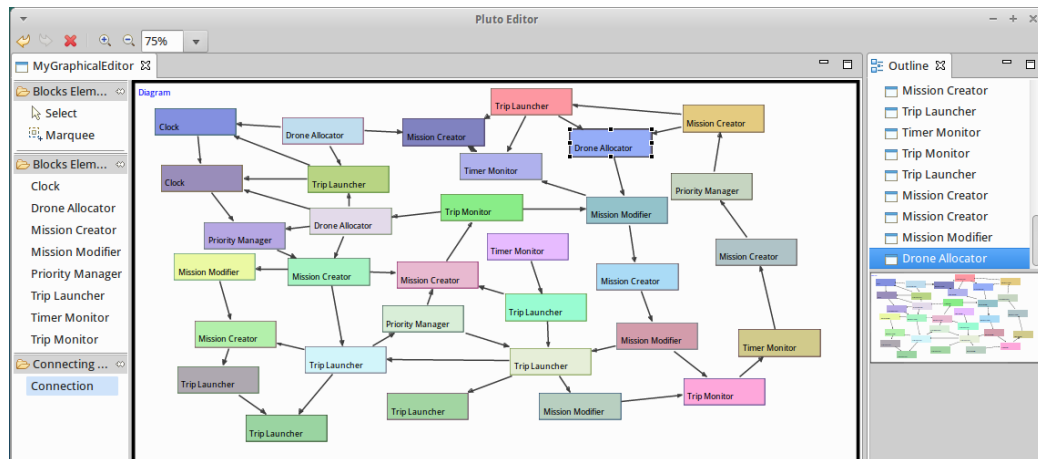 Pluto Editor
75%
MyGraphicalEditor
Blocks Elem...
Select
Marquee
Blocks Elem...
Clock
Drone Allocator
Mission Creator
Mission Modifier
Priority Manager
Trip Launcher
Timer Monitor
Trip Monitor
Connecting ...
Connection
Diagram
Trip Launcher
Clock
Drone Allocator
Mission Creator
Mission Creator
Drone Allocator
Timer Monitor
Clock
Trip Launcher
Priority Manager
Trip Monitor
Mission Modifier
Drone Allocator
Priority Manager
Timer Monitor
Mission Creator
Mission Modifier
Mission Creator
Mission Creator
Mission Creator
Trip Launcher
Priority Manager
Mission Creator
Mission Modifier
Timer Monitor
Trip Launcher
Trip Launcher
Trip Launcher
Trip Monitor
Trip Launcher
Mission Modifier
Trip Launcher
Outline
Mission Creator
Trip Launcher
Timer Monitor
Trip Monitor
Trip Launcher
Mission Creator
Mission Creator
Mission Modifier
Drone Allocator